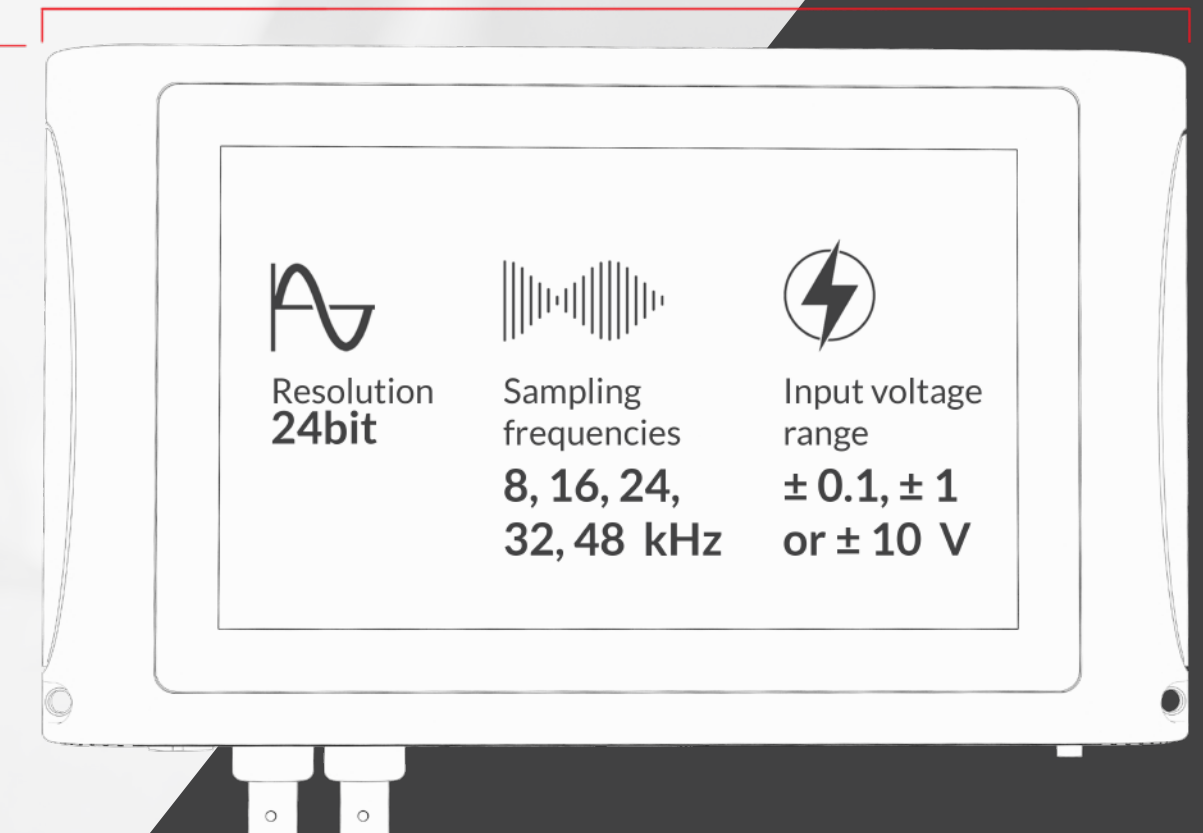 Resolution
24bit
Sampling
frequencies
8, 16, 24,
32, 48 kHz
Input voltage
range
± 0.1, ± 1
or ± 10 V